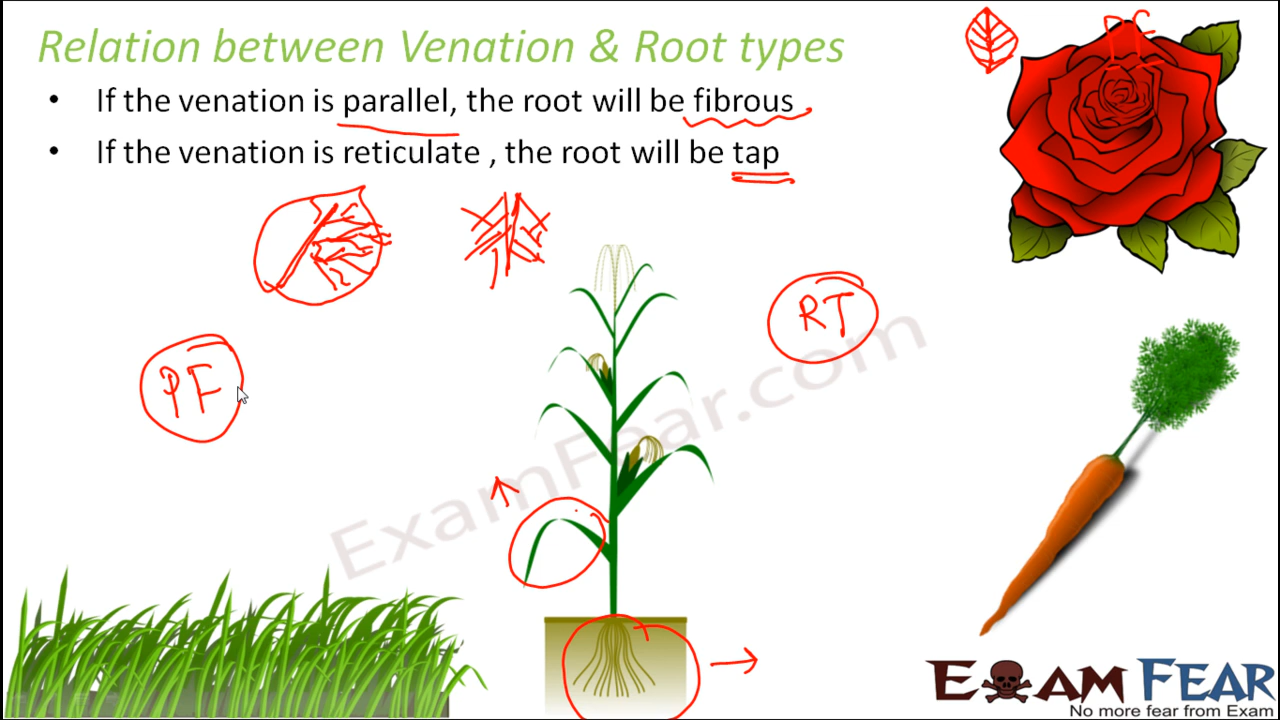 Relation between Venation & Root types
• If the venation is parallel, the root will be fibrous
• If the venation is reticulate , the root will be tap
PF
RT
ExamFear.com
EXAM FEAR
No more fear from Exam